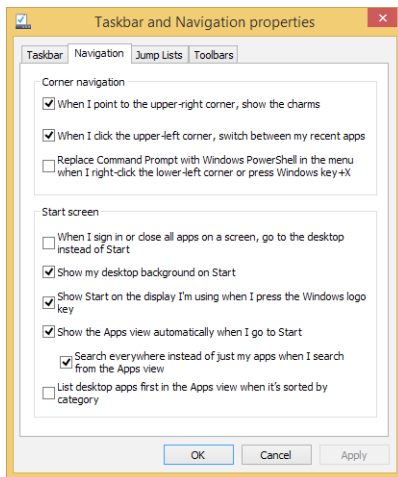 Taskbar and Navigation properties
Taskbar
Navigation
Jump Lists
Toolbars
Corner navigation
When I point to the upper-right corner, show the charms
When I click the upper-left corner, switch between my recent apps
Replace Command Prompt with Windows PowerShell in the menu
when I right-click the lower-left corner or press Windows key+X
Start screen
When I sign in or close all apps on a screen, go to the desktop
instead of Start
Show my desktop background on Start
Show Start on the display I'm using when I press the Windows logo
key
Show the Apps view automatically when I go to Start
Search everywhere instead of just my apps when I search
from the Apps view
List desktop apps first in the Apps view when it's sorted by
category
OK
Cancel
Apply